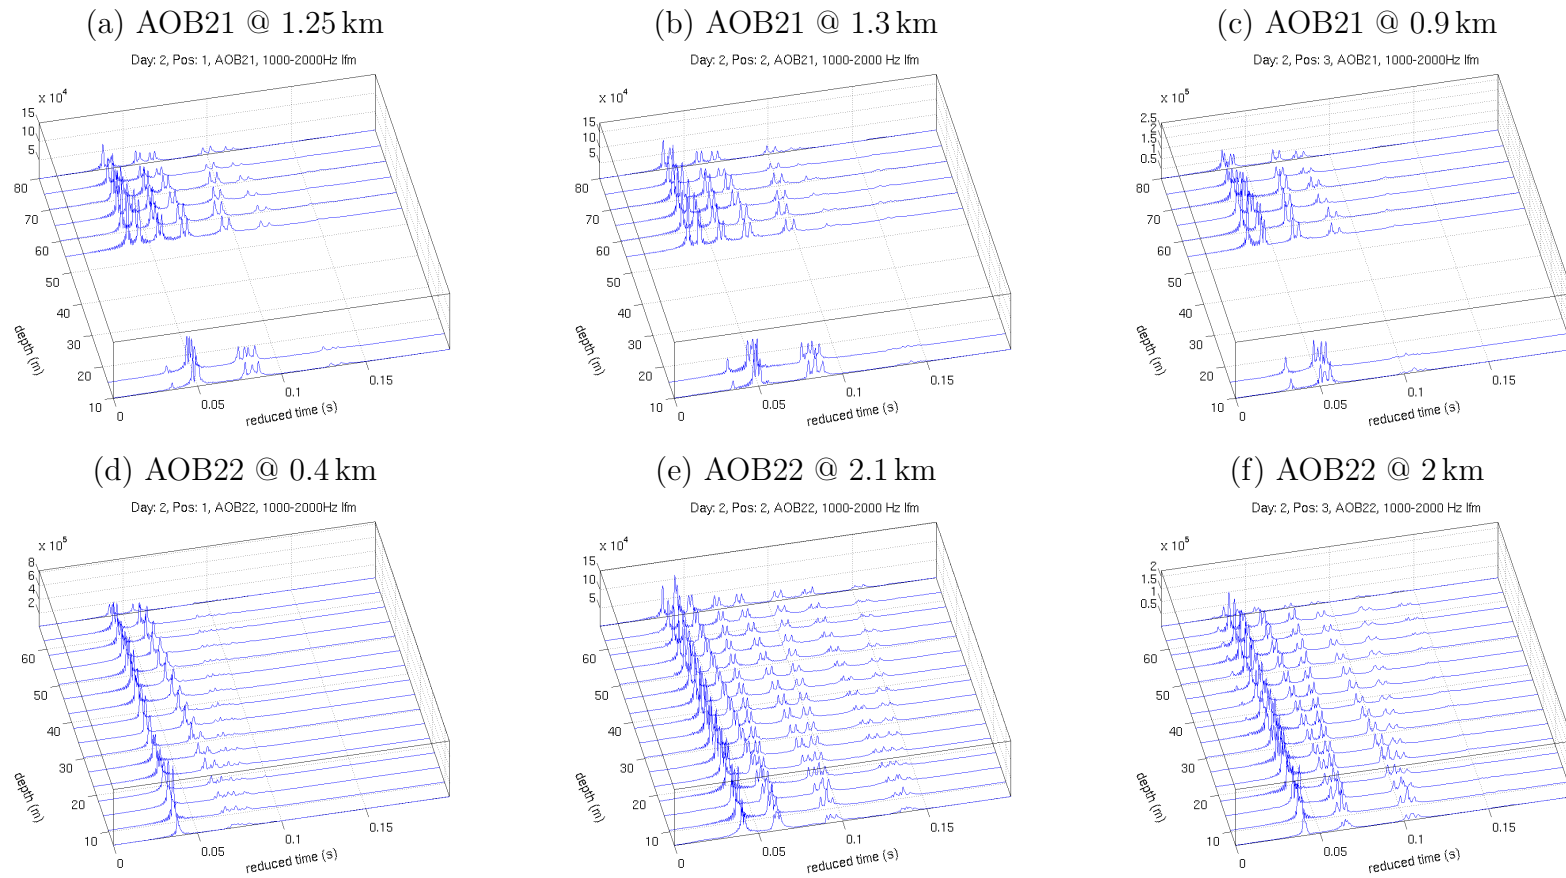 (a) AOB21 @ 1.25 km
Day: 2, Pos: 1, AOB21, 1000-2000Hz lfm
x 10^4
15
10
5
80
70
60
50
40
30
20
10
depth (m)
0
0.05
0.1
0.15
reduced time (s)
(b) AOB21 @ 1.3 km
Day: 2, Pos: 2, AOB21, 1000-2000 Hz lfm
x 10^4
15
10
5
80
70
60
50
40
30
20
10
depth (m)
0
0.05
0.1
0.15
reduced time (s)
(c) AOB21 @ 0.9 km
Day: 2, Pos: 3, AOB21, 1000-2000Hz lfm
x 10^5
2.5
2
1.5
1
0.5
80
70
60
50
40
30
20
10
depth (m)
0
0.05
0.1
0.15
reduced time (s)
(d) AOB22 @ 0.4 km
Day: 2, Pos: 1, AOB22, 1000-2000Hz lfm
x 10^5
8
6
4
2
60
50
40
30
20
10
depth (m)
0
0.05
0.1
0.15
reduced time (s)
(e) AOB22 @ 2.1 km
Day: 2, Pos: 2, AOB22, 1000-2000 Hz lfm
x 10^4
15
10
5
60
50
40
30
20
10
depth (m)
0
0.05
0.1
0.15
reduced time (s)
(f) AOB22 @ 2 km
Day: 2, Pos: 3, AOB22, 1000-2000 Hz lfm
x 10^5
2
1.5
1
0.5
60
50
40
30
20
10
depth (m)
0
0.05
0.1
0.15
reduced time (s)